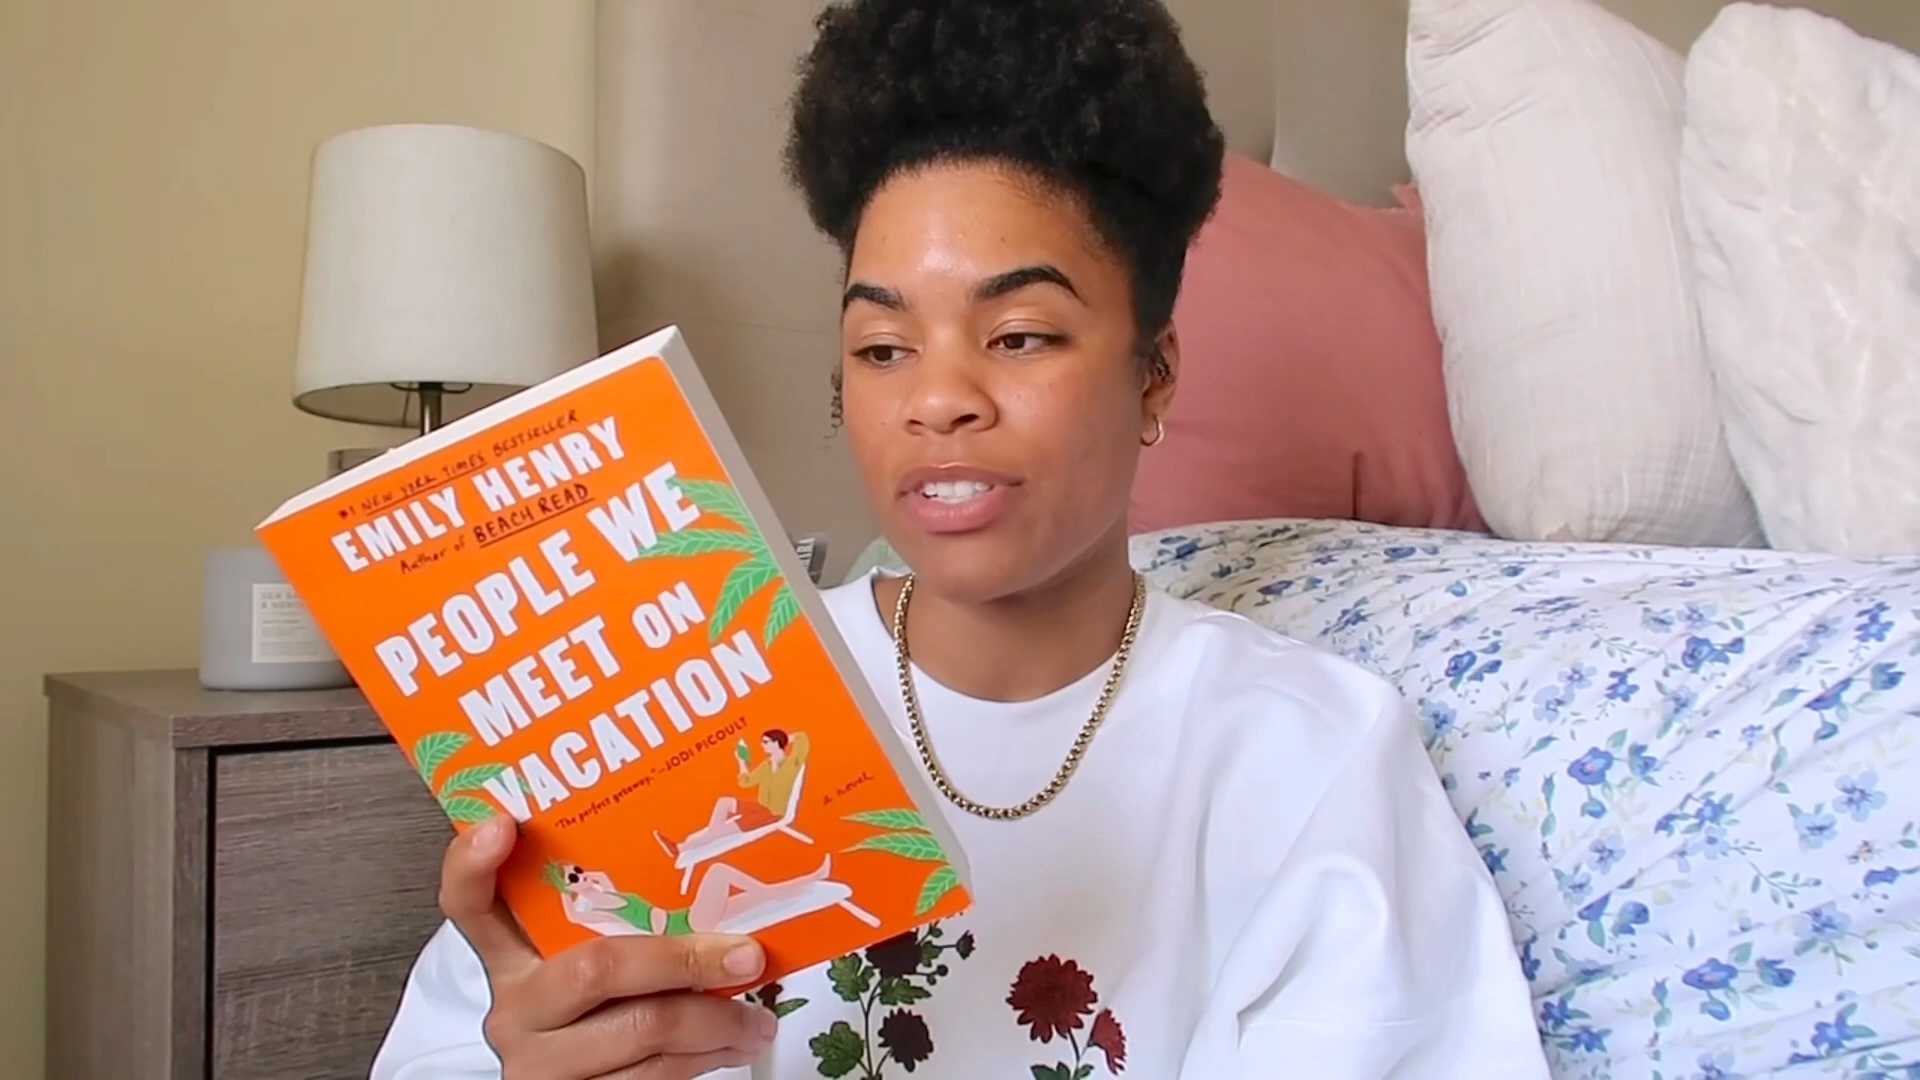 #1 NEW YORK TIMES BESTSELLER
EMILY HENRY
Author of BEACH READ
PEOPLE WE
MEET ON
VACATION
"The perfect getaway."—JODI PICOULT
a novel